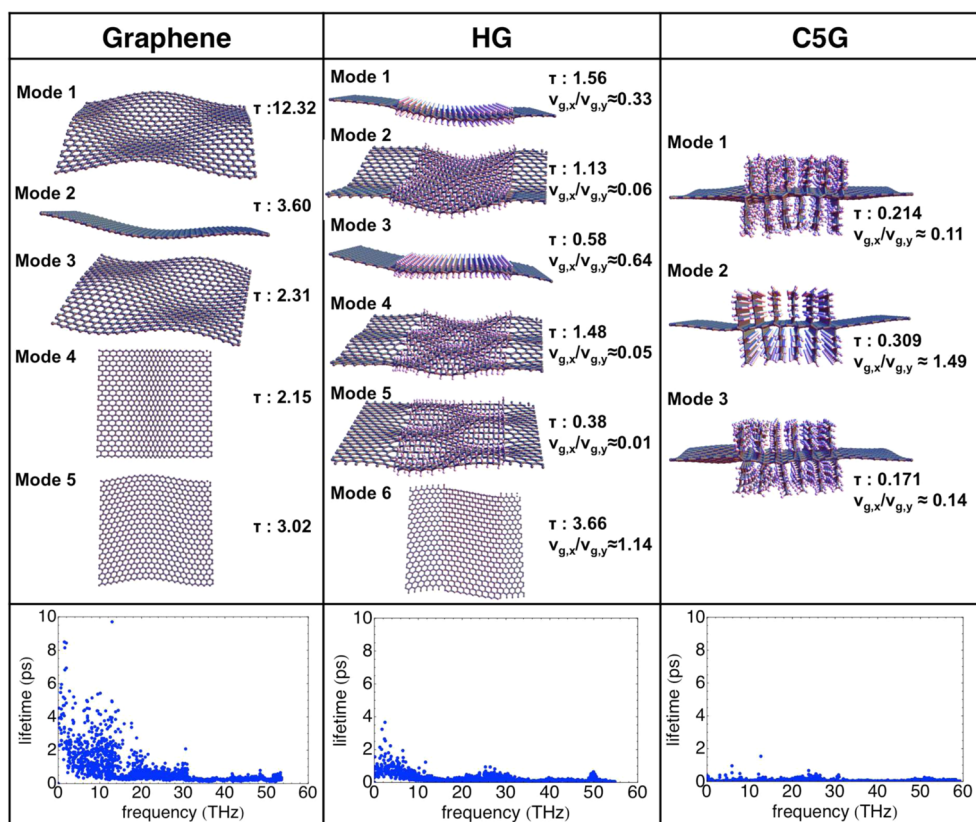 Graphene
HG
C5G
Mode 1
τ :12.32
Mode 2
τ : 3.60
Mode 3
τ : 2.31
Mode 4
τ : 2.15
Mode 5
τ : 3.02
Mode 1
τ : 1.56
vg,x/vg,y≈0.33
Mode 2
τ : 1.13
vg,x/vg,y≈0.06
Mode 3
τ : 0.58
vg,x/vg,y≈0.64
Mode 4
τ : 1.48
vg,x/vg,y≈0.05
Mode 5
τ : 0.38
vg,x/vg,y≈0.01
Mode 6
τ : 3.66
vg,x/vg,y≈1.14
Mode 1
τ : 0.214
vg,x/vg,y ≈ 0.11
Mode 2
τ : 0.309
vg,x/vg,y ≈ 1.49
Mode 3
τ : 0.171
vg,x/vg,y ≈ 0.14
lifetime (ps)
10
8
6
4
2
0
0 10 20 30 40 50 60
frequency (THz)
lifetime (ps)
10
8
6
4
2
0
0 10 20 30 40 50 60
frequency (THz)
lifetime (ps)
10
8
6
4
2
0
0 10 20 30 40 50 60
frequency (THz)